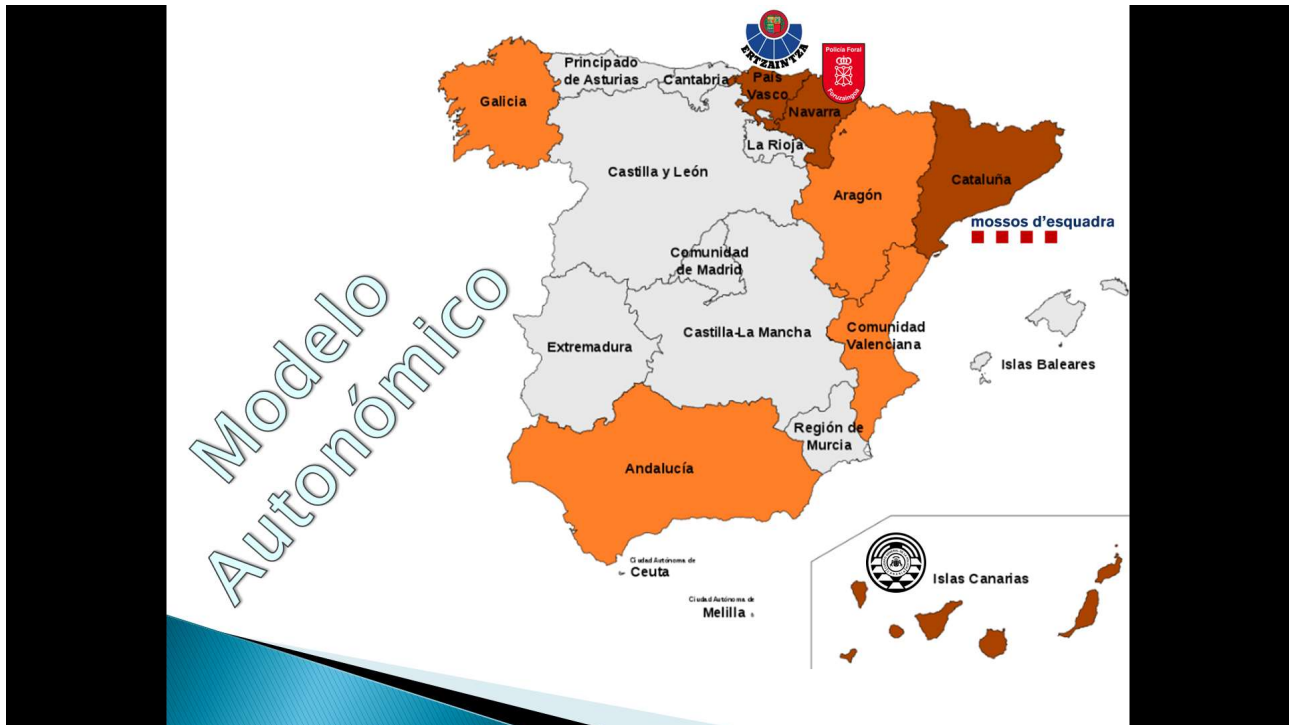 Modelo
Autonómico
ERTZAINTZA
Policía Foral
Foruzaingoa
Principado
de Asturias
Cantabria
País
Vasco
Navarra
Galicia
La Rioja
Castilla y León
Aragón
Cataluña
mossos d'esquadra
Comunidad
de Madrid
Castilla-La Mancha
Comunidad
Valenciana
Extremadura
Islas Baleares
Región de
Murcia
Andalucía
Ciudad Autónoma de
Ceuta
Ciudad Autónoma de
Melilla
Islas Canarias